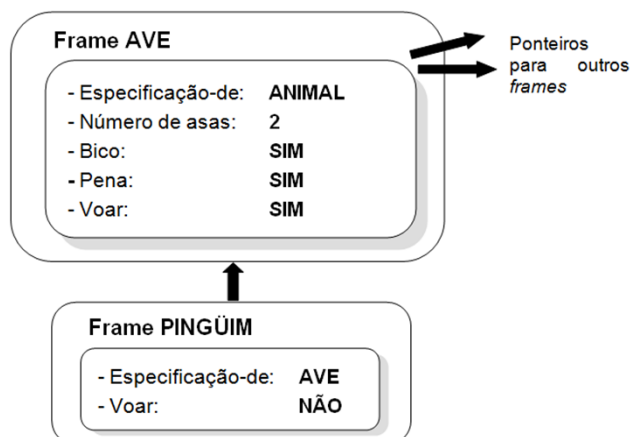 Frame AVE
- Especificação-de: ANIMAL
- Número de asas: 2
- Bico: SIM
- Pena: SIM
- Voar: SIM
Ponteiros
para outros
frames
Frame PINGÜIM
- Especificação-de: AVE
- Voar: NÃO